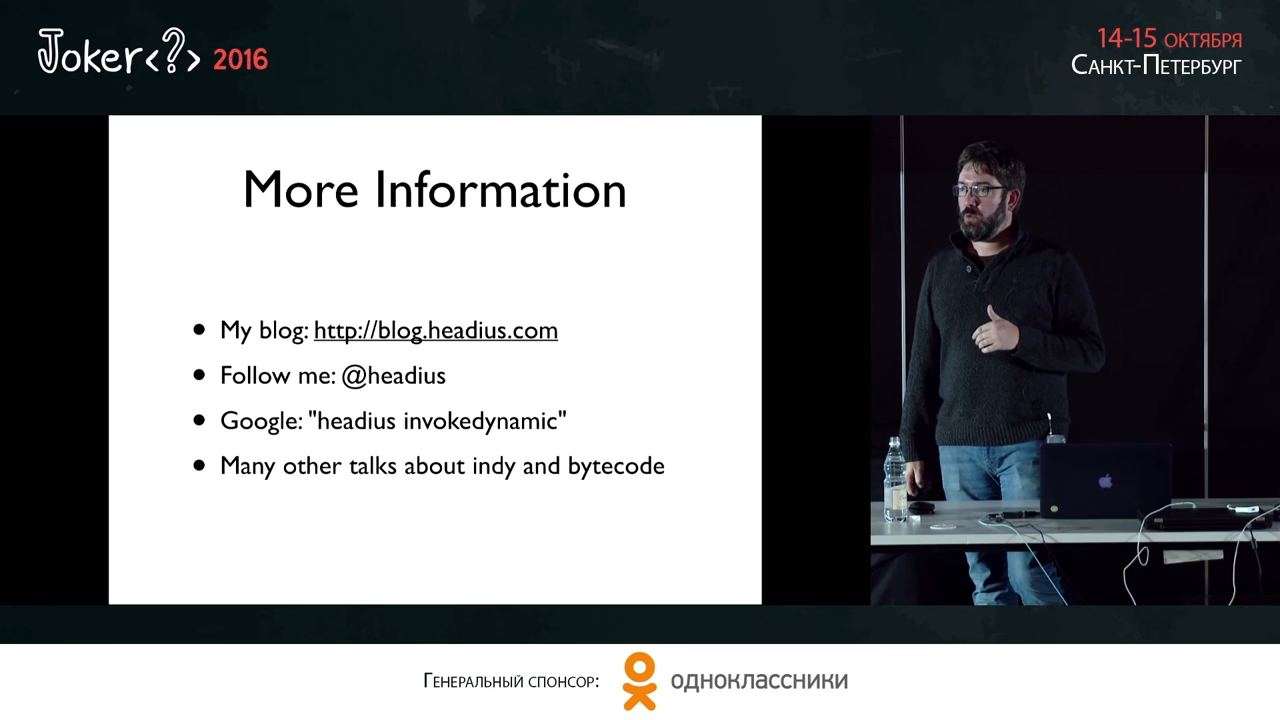 Joker<?> 2016
14-15 октября
Санкт-Петербург
More Information
• My blog: http://blog.headius.com
• Follow me: @headius
• Google: "headius invokedynamic"
• Many other talks about indy and bytecode
Генеральный спонсор:
одноклассники